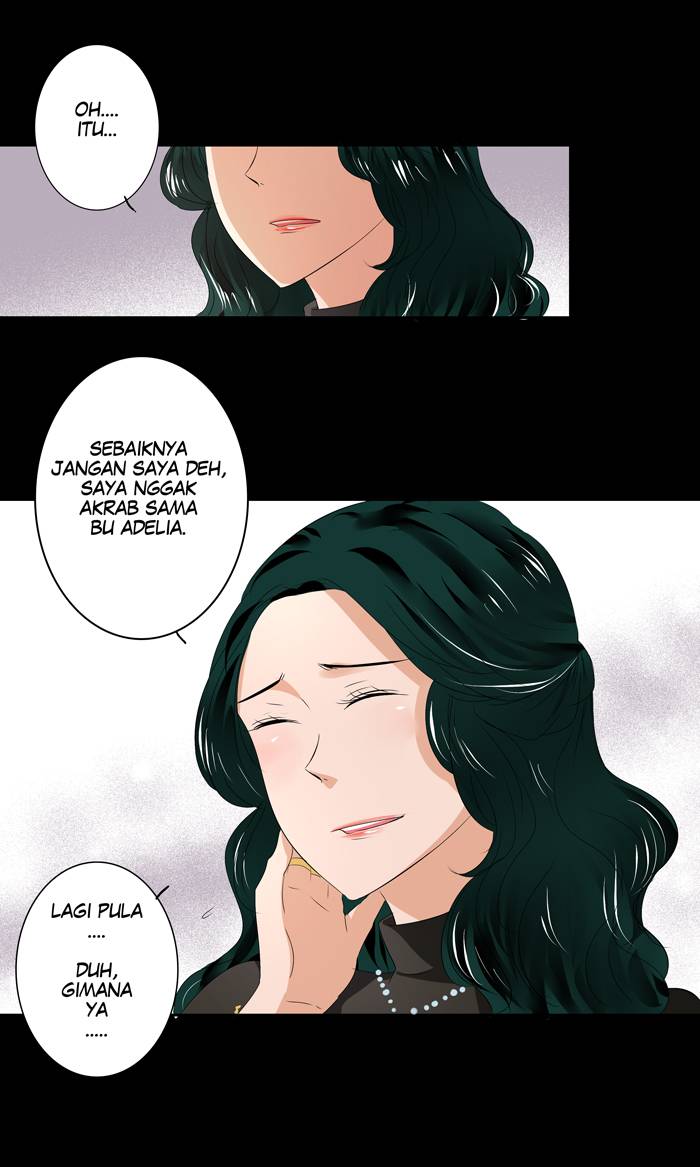 OH....
ITU...
SEBAIKNYA
JANGAN SAYA DEH,
SAYA NGGAK
AKRAB SAMA
BU ADELIA.
LAGI PULA
....
DUH,
GIMANA
YA
.....